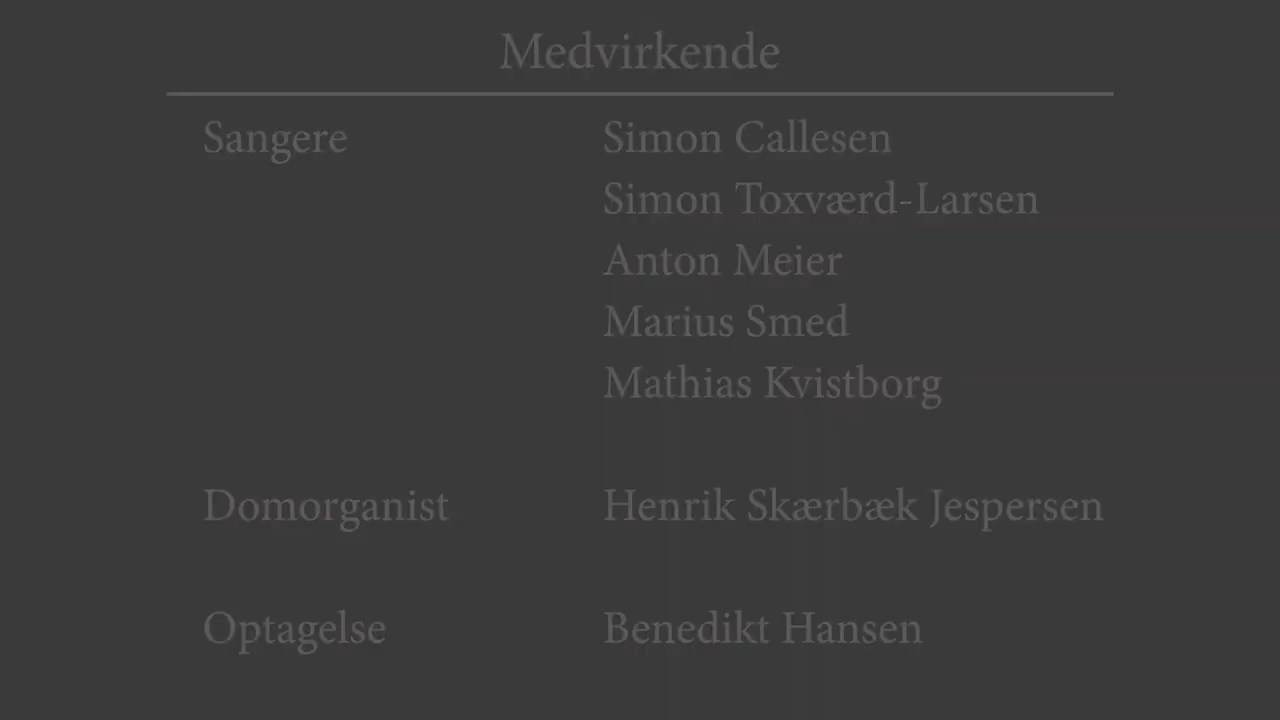 Medvirkende
Sangere Simon Callesen
Simon Toxværd-Larsen
Anton Meier
Marius Smed
Mathias Kvistborg
Domorganist Henrik Skærbæk Jespersen
Optagelse Benedikt Hansen